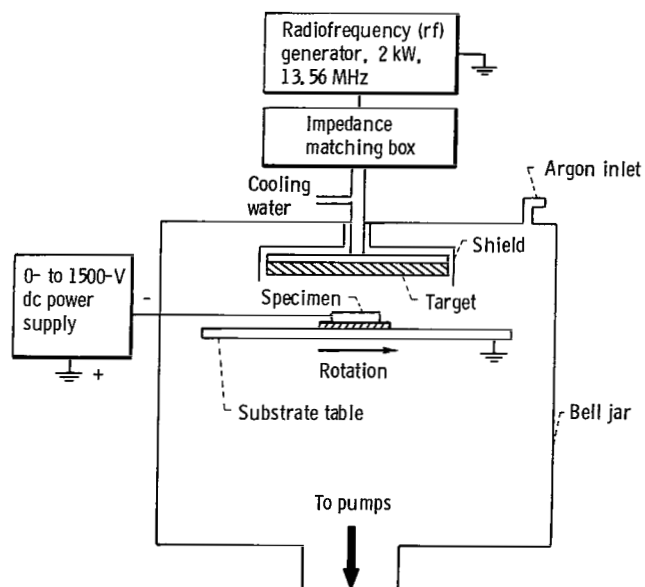 Radiofrequency (rf)
generator, 2 kW,
13.56 MHz
Impedance
matching box
Argon inlet
Cooling
water
Shield
0- to 1500-V
dc power
supply
-
+
Specimen
Target
Rotation
Substrate table
Bell jar
To pumps